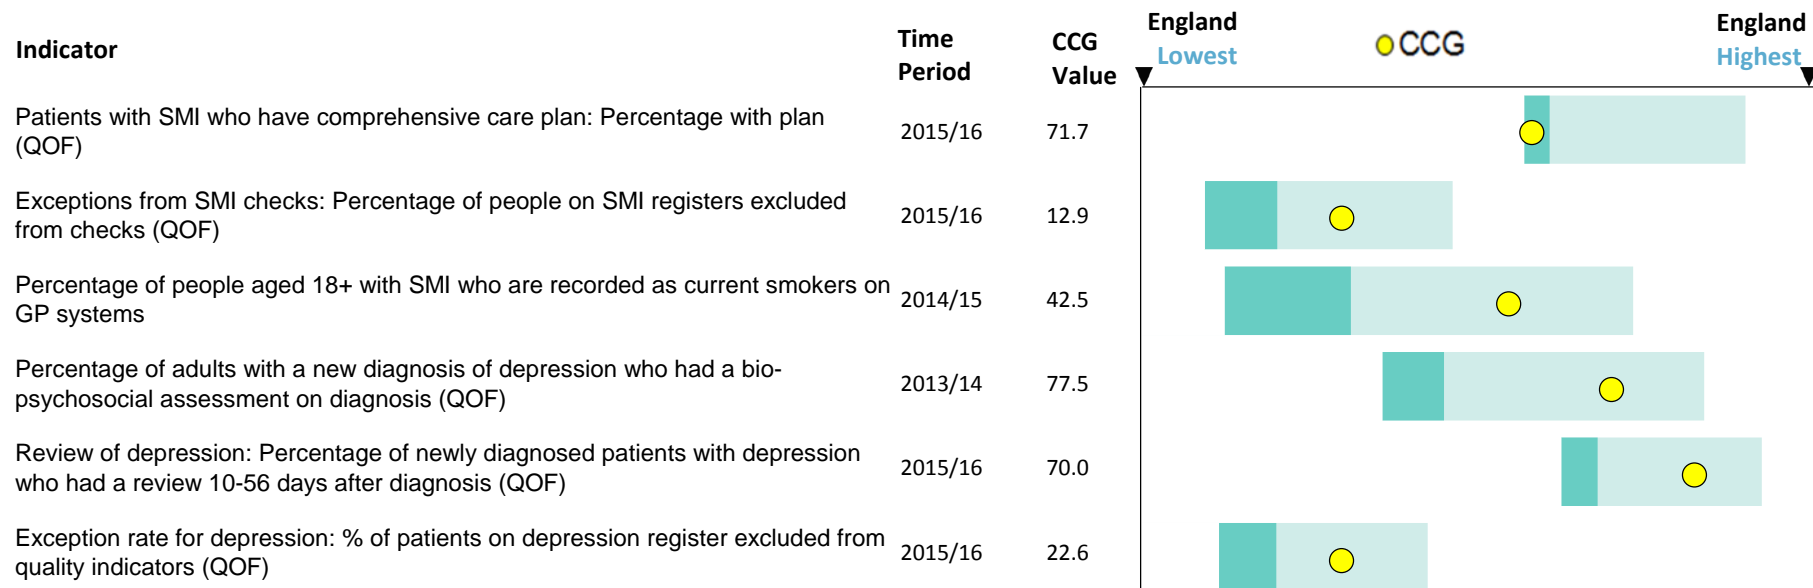 Indicator
Time Period
CCG Value
England Lowest
CCG
England Highest
Patients with SMI who have comprehensive care plan: Percentage with plan
(QOF)
2015/16
71.7
Exceptions from SMI checks: Percentage of people on SMI registers excluded
from checks (QOF)
2015/16
12.9
Percentage of people aged 18+ with SMI who are recorded as current smokers on
GP systems
2014/15
42.5
Percentage of adults with a new diagnosis of depression who had a bio-
psychosocial assessment on diagnosis (QOF)
2013/14
77.5
Review of depression: Percentage of newly diagnosed patients with depression
who had a review 10-56 days after diagnosis (QOF)
2015/16
70.0
Exception rate for depression: % of patients on depression register excluded from
quality indicators (QOF)
2015/16
22.6